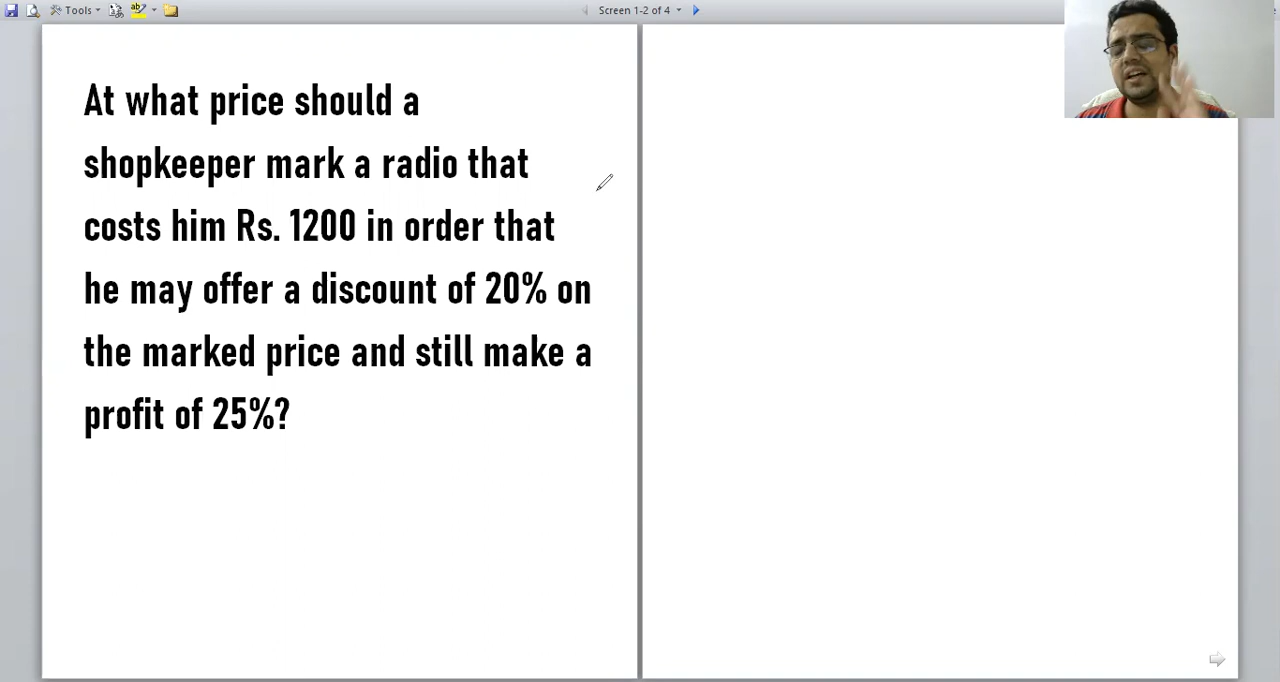 Tools
Screen 1-2 of 4
At what price should a
shopkeeper mark a radio that
costs him Rs. 1200 in order that
he may offer a discount of 20% on
the marked price and still make a
profit of 25%?